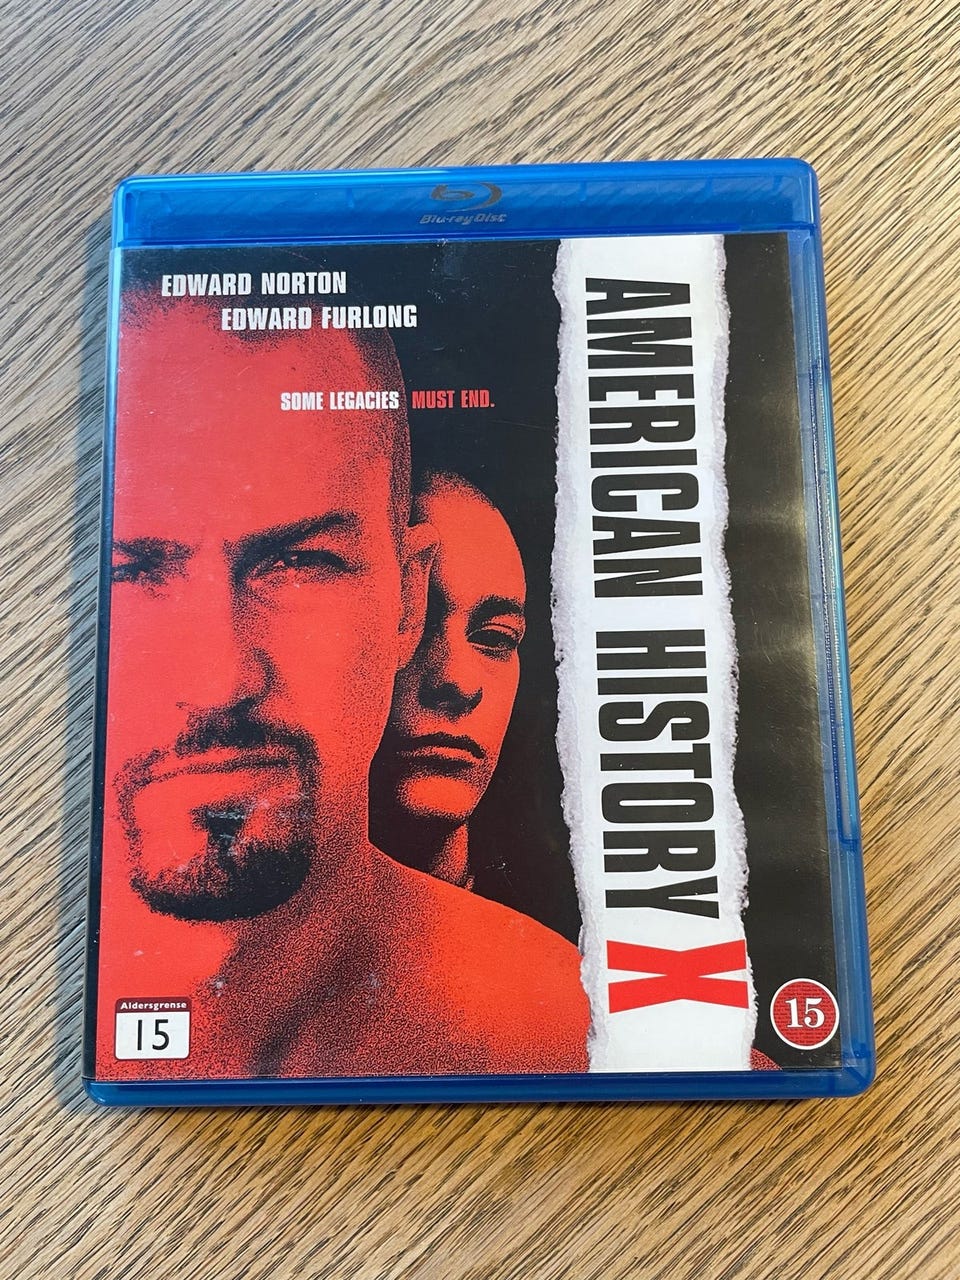 Blu-ray Disc
EDWARD NORTON
EDWARD FURLONG
SOME LEGACIES MUST END.
AMERICAN HISTORY X
Aldersgrense
15
15